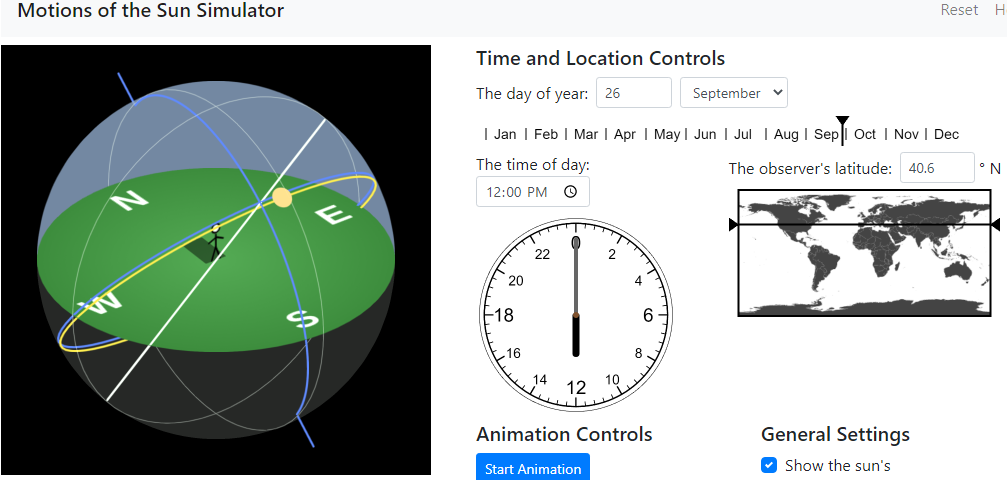 Motions of the Sun Simulator
Reset H
N
E
W
S
Time and Location Controls
The day of year: 26 September
Jan Feb Mar Apr May Jun Jul Aug Sep Oct Nov Dec
The time of day:
12:00 PM
The observer's latitude: 40.6 ° N
22 2
20 4
18 6
16 8
14 10
12
Animation Controls
Start Animation
General Settings
Show the sun's